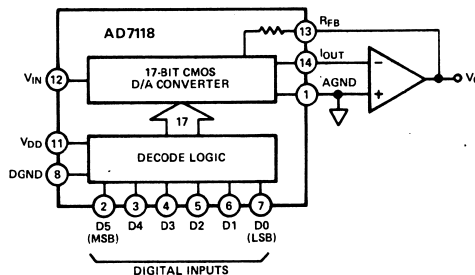 AD7118
13
RFB
14
IOUT
1
AGND
−
+
VIN
12
17-BIT CMOS
D/A CONVERTER
17
VDD
11
DGND
8
DECODE LOGIC
2 3 4 5 6 7
D5 D4 D3 D2 D1 D0
(MSB) (LSB)
DIGITAL INPUTS